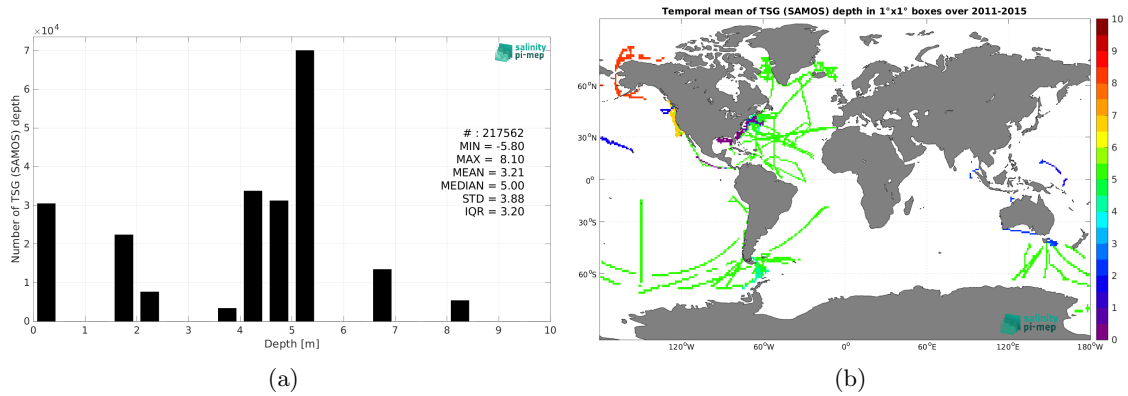 ×10⁴
7
6
5
4
3
2
1
0
Number of TSG (SAMOS) depth
salinity
pi-mep
# : 217562
MIN = -5.80
MAX = 8.10
MEAN = 3.21
MEDIAN = 5.00
STD = 3.88
IQR = 3.20
0 1 2 3 4 5 6 7 8 9 10
Depth [m]
(a)
Temporal mean of TSG (SAMOS) depth in 1°x1° boxes over 2011-2015
60°N
30°N
0°
30°S
60°S
120°W 60°W 0° 60°E 120°E 180°W
salinity
pi-mep
10
9
8
7
6
5
4
3
2
1
0
(b)